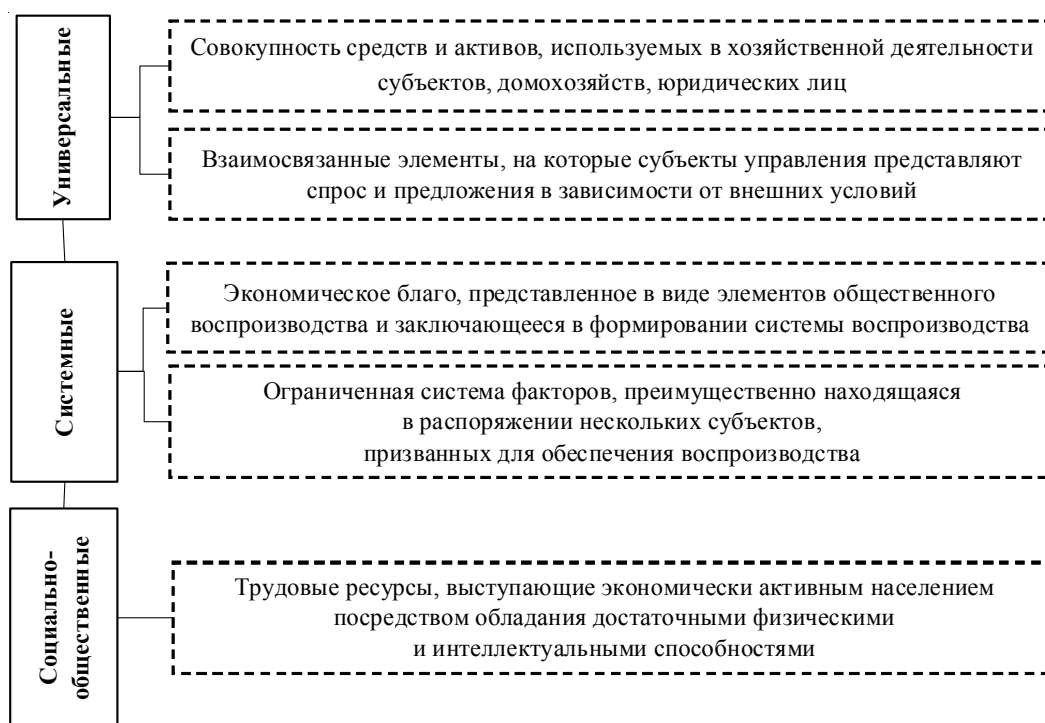 Универсальные
Совокупность средств и активов, используемых в хозяйственной деятельности
субъектов, домохозяйств, юридических лиц
Взаимосвязанные элементы, на которые субъекты управления представляют
спрос и предложения в зависимости от внешних условий
Системные
Экономическое благо, представленное в виде элементов общественного
воспроизводства и заключающееся в формировании системы воспроизводства
Ограниченная система факторов, преимущественно находящаяся
в распоряжении нескольких субъектов,
призванных для обеспечения воспроизводства
Социально-
общественные
Трудовые ресурсы, выступающие экономически активным населением
посредством обладания достаточными физическими
и интеллектуальными способностями